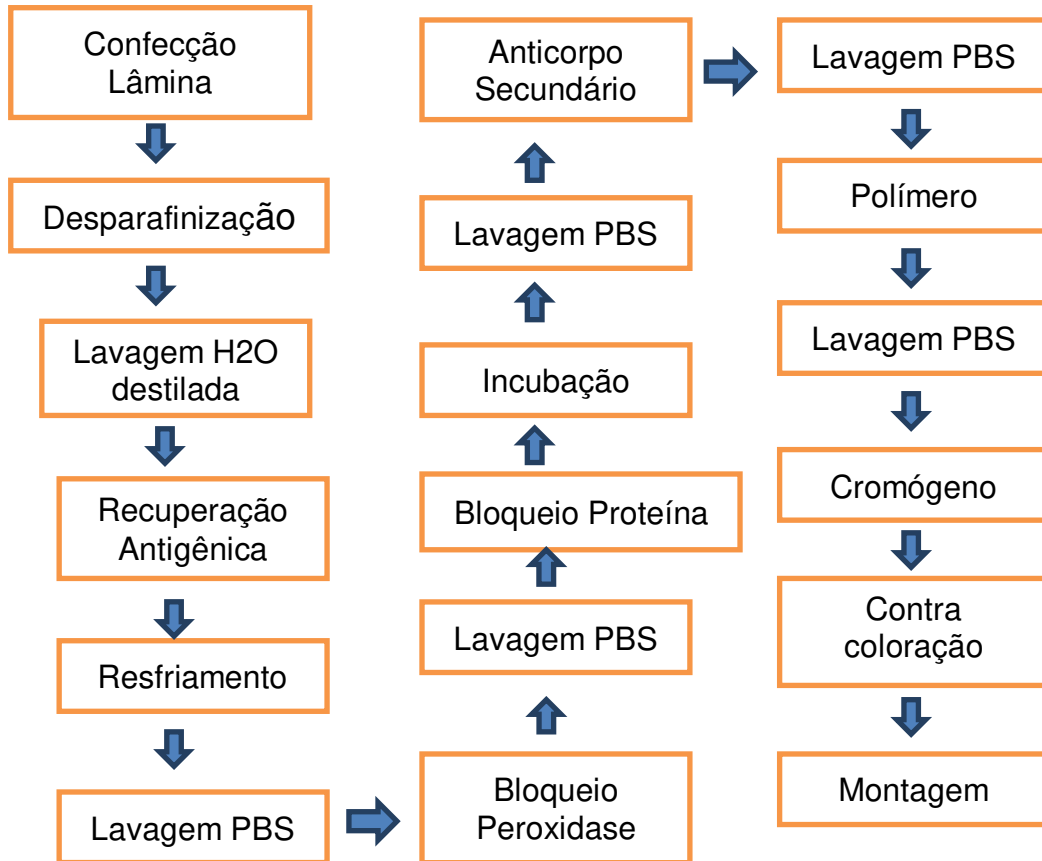 Confecção
Lâmina
Desparafinização
Lavagem H2O
destilada
Recuperação
Antigênica
Resfriamento
Lavagem PBS
Bloqueio
Peroxidase
Lavagem PBS
Bloqueio Proteína
Incubação
Lavagem PBS
Anticorpo
Secundário
Lavagem PBS
Polímero
Lavagem PBS
Cromógeno
Contra
coloração
Montagem